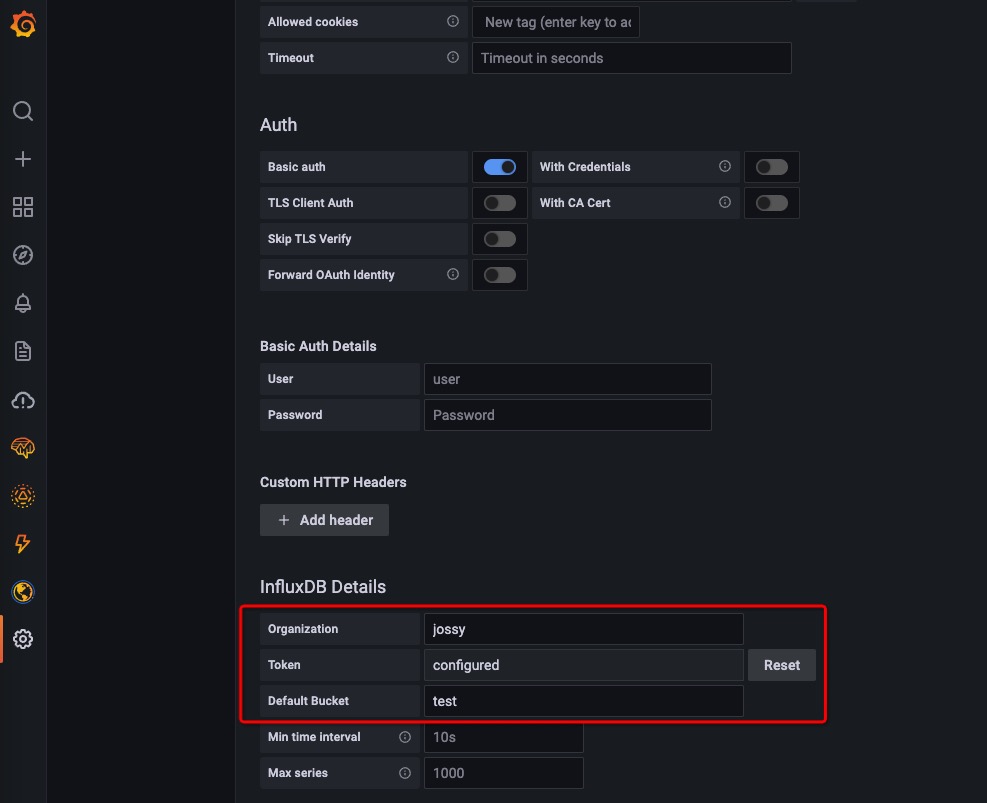 Allowed cookies New tag (enter key to ac
Timeout Timeout in seconds
Auth
Basic auth With Credentials
TLS Client Auth With CA Cert
Skip TLS Verify
Forward OAuth Identity
Basic Auth Details
User user
Password Password
Custom HTTP Headers
+ Add header
InfluxDB Details
Organization jossy
Token configured Reset
Default Bucket test
Min time interval 10s
Max series 1000